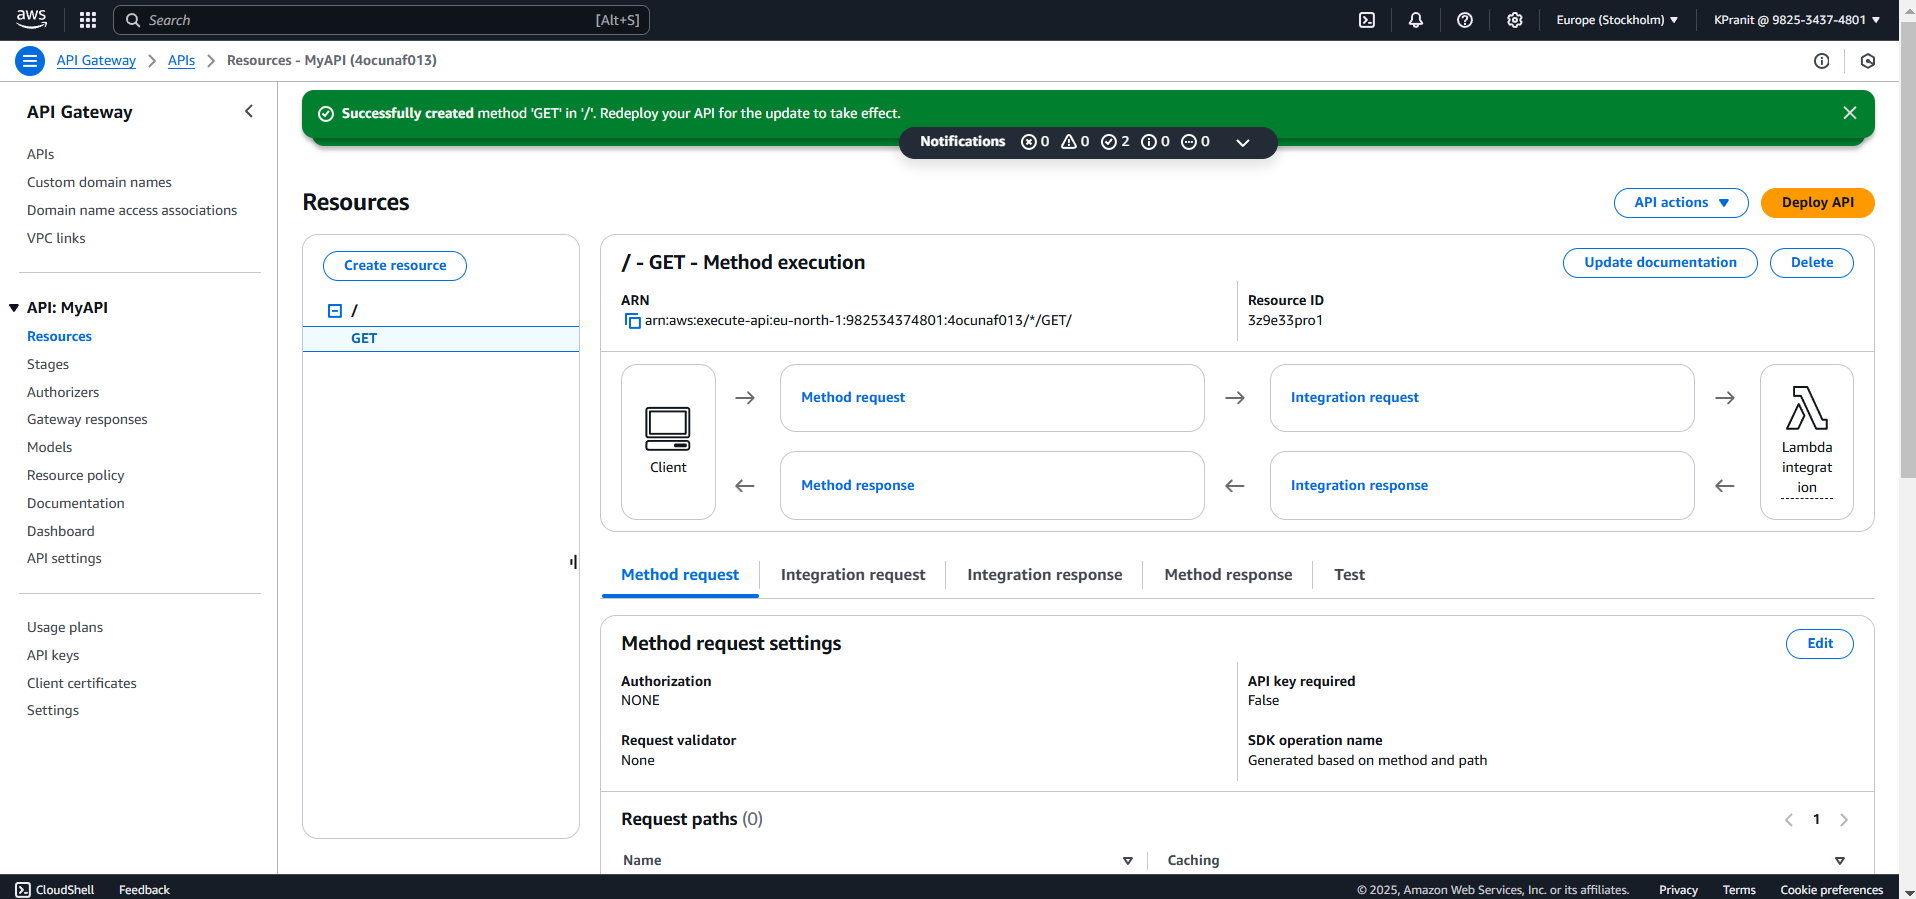 aws
Search
[Alt+S]
Europe (Stockholm)
KPranit @ 9825-3437-4801
API Gateway
APIs
Resources - MyAPI (4ocunaf013)
API Gateway
APIs
Custom domain names
Domain name access associations
VPC links
API: MyAPI
Resources
Stages
Authorizers
Gateway responses
Models
Resource policy
Documentation
Dashboard
API settings
Usage plans
API keys
Client certificates
Settings
Successfully created method 'GET' in '/'. Redeploy your API for the update to take effect.
Notifications 0 0 2 0 0
Resources
API actions
Deploy API
Create resource
/
GET
/ - GET - Method execution
Update documentation
Delete
ARN
arn:aws:execute-api:eu-north-1:982534374801:4ocunaf013/*/GET/
Resource ID
3z9e33pro1
Client
Method request
Integration request
Method response
Integration response
Lambda
integrat
ion
Method request
Integration request
Integration response
Method response
Test
Method request settings
Edit
Authorization
NONE
API key required
False
Request validator
None
SDK operation name
Generated based on method and path
Request paths (0)
1
Name
Caching
CloudShell
Feedback
© 2025, Amazon Web Services, Inc. or its affiliates.
Privacy
Terms
Cookie preferences